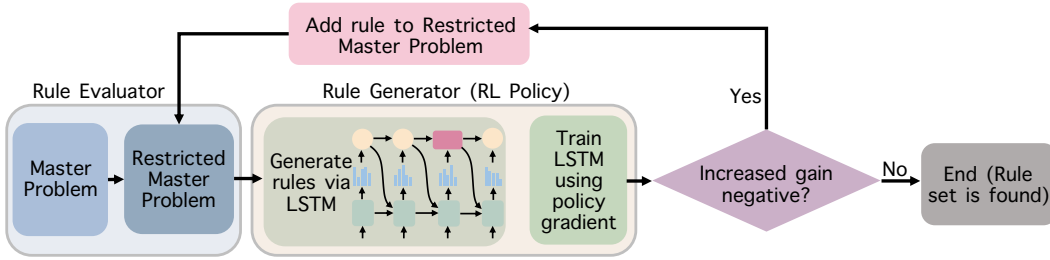 Add rule to Restricted
Master Problem
Rule Evaluator
Rule Generator (RL Policy)
Yes
Master
Problem
Restricted
Master
Problem
Generate
rules via
LSTM
Train
LSTM
using
policy
gradient
Increased gain
negative?
No
End (Rule
set is found)